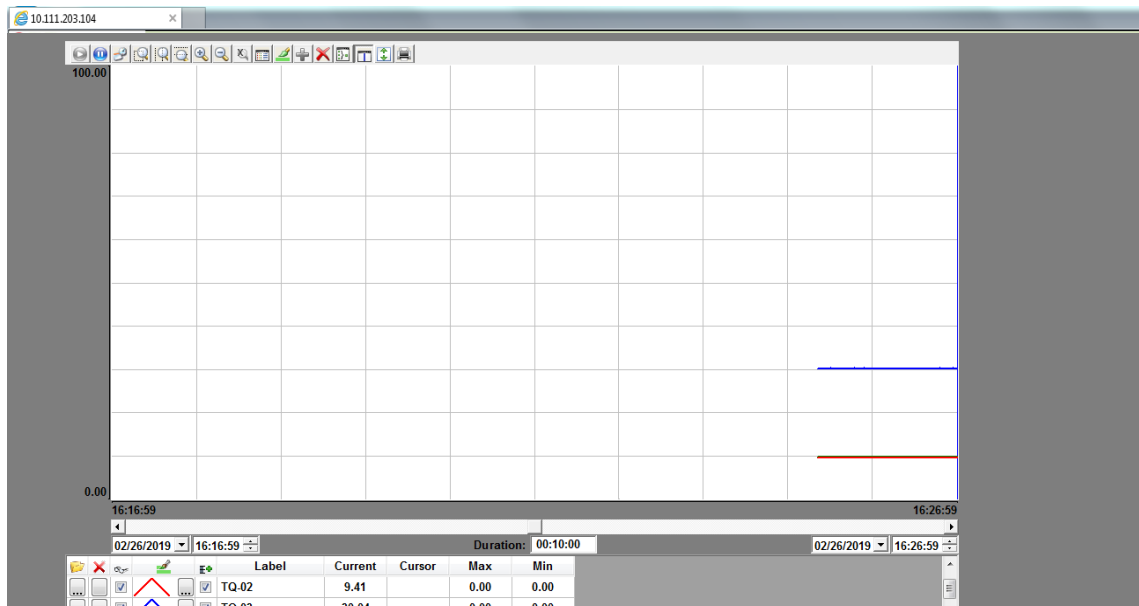 10.111.203.104
100.00
0.00
16:16:59 16:26:59
02/26/2019 16:16:59 Duration: 00:10:00 02/26/2019 16:26:59
Label Current Cursor Max Min
TQ-02 9.41 0.00 0.00